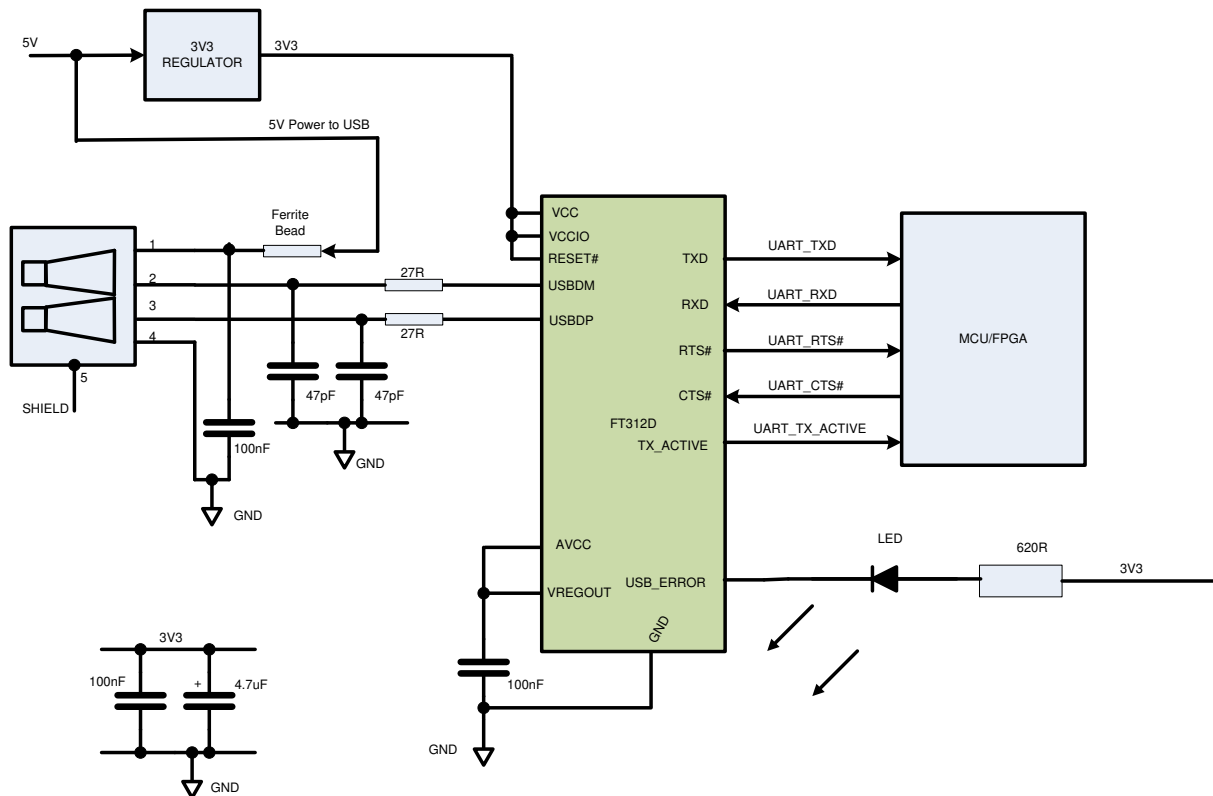 5V
3V3
REGULATOR
3V3
5V Power to USB
Ferrite
Bead
1
2
3
4
5
SHIELD
27R
27R
47pF
47pF
100nF
GND
GND
VCC
VCCIO
RESET#
USBDM
USBDP
TXD
RXD
RTS#
CTS#
FT312D
TX_ACTIVE
AVCC
VREGOUT
USB_ERROR
GND
UART_TXD
UART_RXD
UART_RTS#
UART_CTS#
UART_TX_ACTIVE
MCU/FPGA
LED
620R
3V3
100nF
GND
3V3
100nF
+
4.7uF
GND